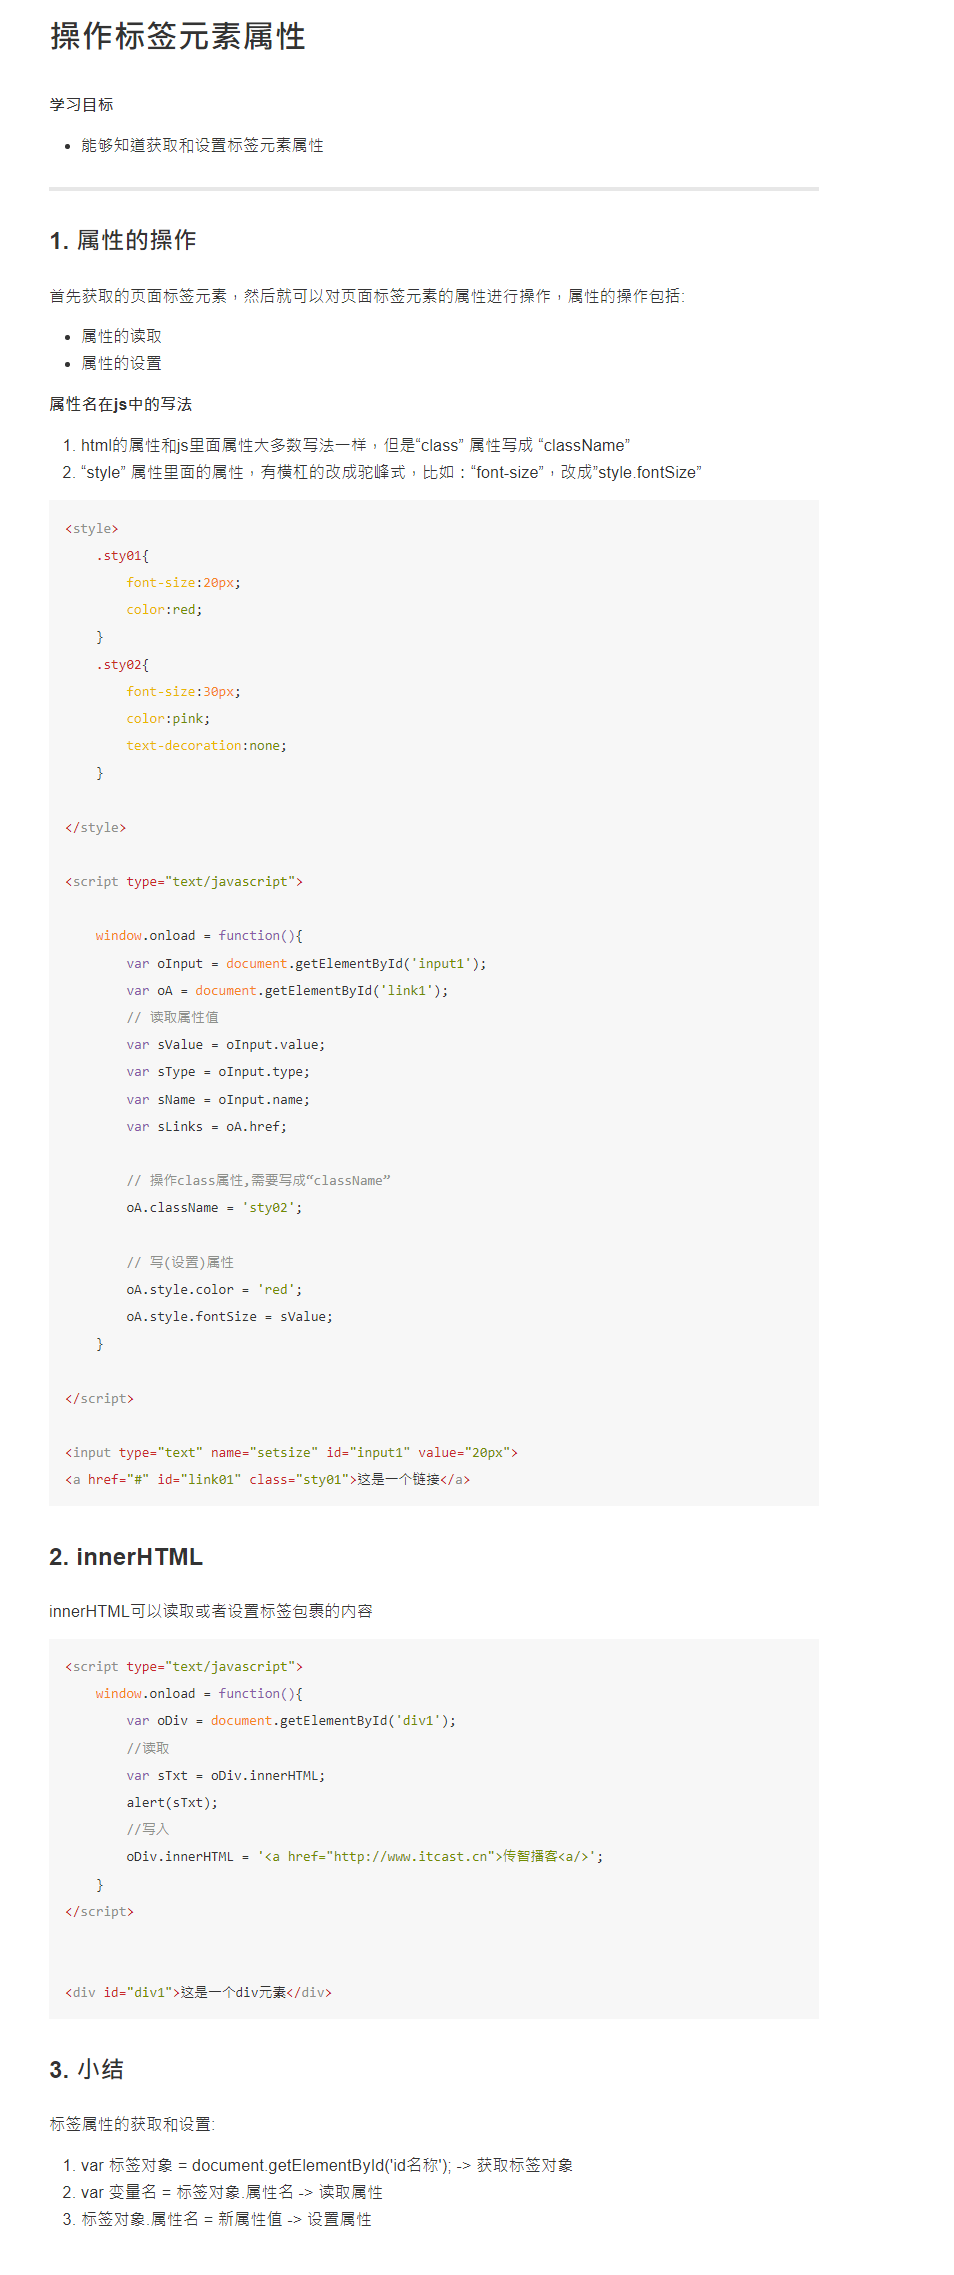 操作标签元素属性
学习目标
• 能够知道获取和设置标签元素属性
1. 属性的操作
首先获取的页面标签元素，然后就可以对页面标签元素的属性进行操作，属性的操作包括:
• 属性的读取
• 属性的设置
属性名在js中的写法
1. html的属性和js里面属性大多数写法一样，但是“class” 属性写成 “className”
2. “style” 属性里面的属性，有横杠的改成驼峰式，比如：“font-size”，改成”style.fontSize”
<style>
    .sty01{
        font-size:20px;
        color:red;
    }
    .sty02{
        font-size:30px;
        color:pink;
        text-decoration:none;
    }
</style>
<script type="text/javascript">
    window.onload = function(){
        var oInput = document.getElementById('input1');
        var oA = document.getElementById('link1');
        // 读取属性值
        var sValue = oInput.value;
        var sType = oInput.type;
        var sName = oInput.name;
        var sLinks = oA.href;
        // 操作class属性,需要写成“className”
        oA.className = 'sty02';
        // 写(设置)属性
        oA.style.color = 'red';
        oA.style.fontSize = sValue;
    }
</script>
<input type="text" name="setsize" id="input1" value="20px">
<a href="#" id="link01" class="sty01">这是一个链接</a>
2. innerHTML
innerHTML可以读取或者设置标签包裹的内容
<script type="text/javascript">
    window.onload = function(){
        var oDiv = document.getElementById('div1');
        //读取
        var sTxt = oDiv.innerHTML;
        alert(sTxt);
        //写入
        oDiv.innerHTML = '<a href="http://www.itcast.cn">传智播客<a/>';
    }
</script>
<div id="div1">这是一个div元素</div>
3. 小结
标签属性的获取和设置:
1. var 标签对象 = document.getElementById('id名称'); -> 获取标签对象
2. var 变量名 = 标签对象.属性名 -> 读取属性
3. 标签对象.属性名 = 新属性值 -> 设置属性